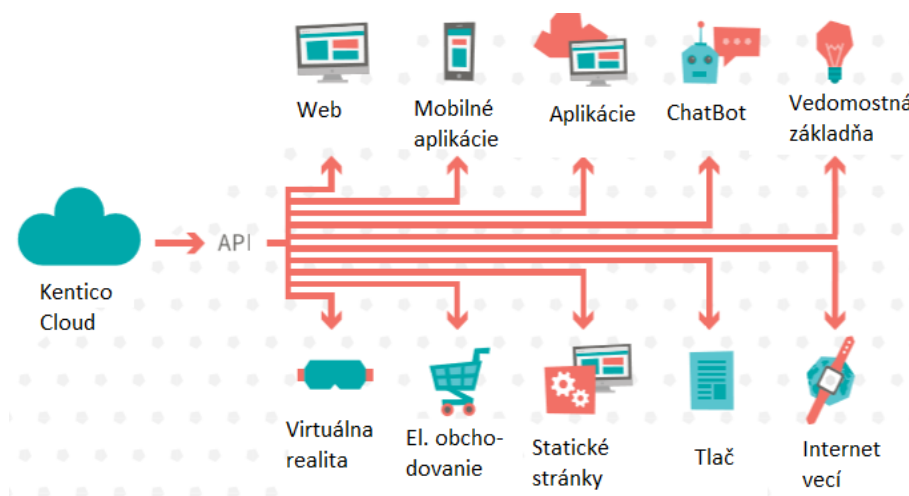 Web
Mobilné
aplikácie
Aplikácie
ChatBot
Vedomostná
základňa
Kentico
Cloud
API
Virtuálna
realita
El. obcho-
dovanie
Statické
stránky
Tlač
Internet
vecí